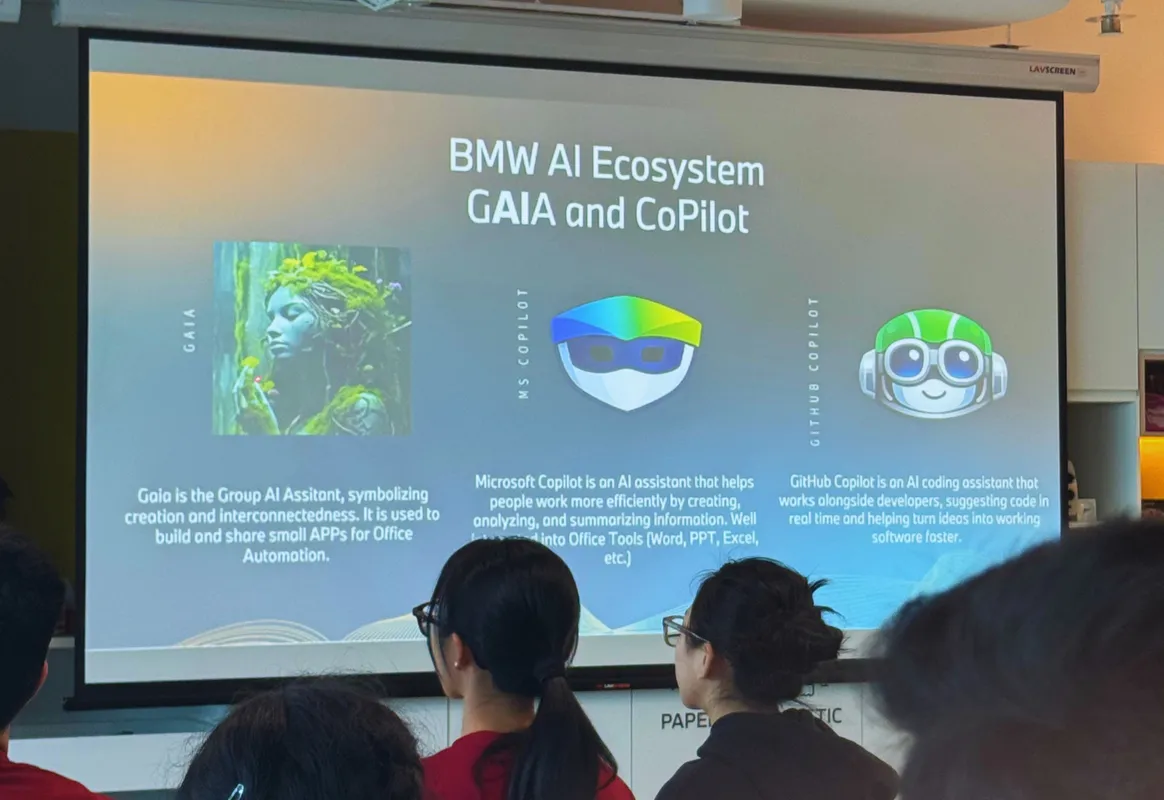 LAVSCREEN
BMW AI Ecosystem
GAIA and CoPilot
GAIA
MS COPILOT
GITHUB COPILOT
Gaia is the Group AI Assitant, symbolizing
creation and interconnectedness. It is used to
build and share small APPs for Office
Automation.
Microsoft Copilot is an AI assistant that helps
people work more efficiently by creating,
analyzing, and summarizing information. Well
into Office Tools (Word, PPT, Excel,
etc.)
GitHub Copilot is an AI coding assistant that
works alongside developers, suggesting code in
real time and helping turn ideas into working
software faster.